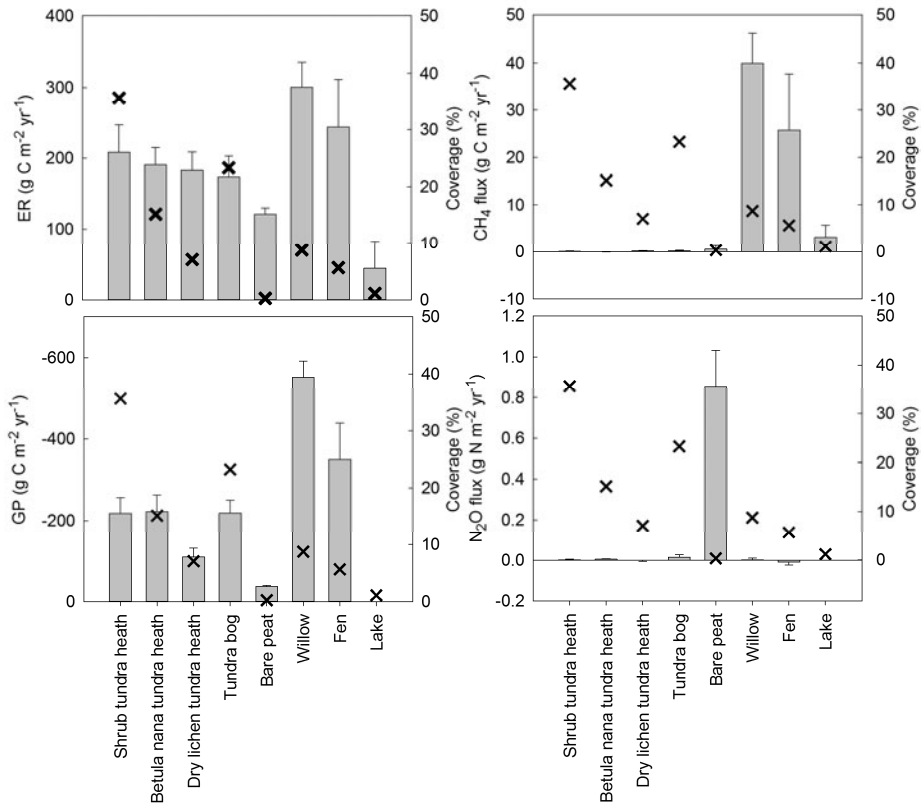 -400
300
200
100
0
ER (g C m-2 yr-1)
50
40
30
20
10
0
Coverage (%)
50
40
30
20
10
0
-10
CH4 flux (g C m-2 yr-1)
50
40
30
20
10
0
-10
Coverage (%)
-600
-400
-200
0
GP (g C m-2 yr-1)
50
40
30
20
10
0
Coverage (%)
1.2
1.0
0.8
0.6
0.4
0.2
0.0
-0.2
N2O flux (g N m-2 yr-1)
50
40
30
20
10
0
Coverage (%)
Shrub tundra heath
Betula nana tundra heath
Dry lichen tundra heath
Tundra bog
Bare peat
Willow
Fen
Lake
Shrub tundra heath
Betula nana tundra heath
Dry lichen tundra heath
Tundra bog
Bare peat
Willow
Fen
Lake